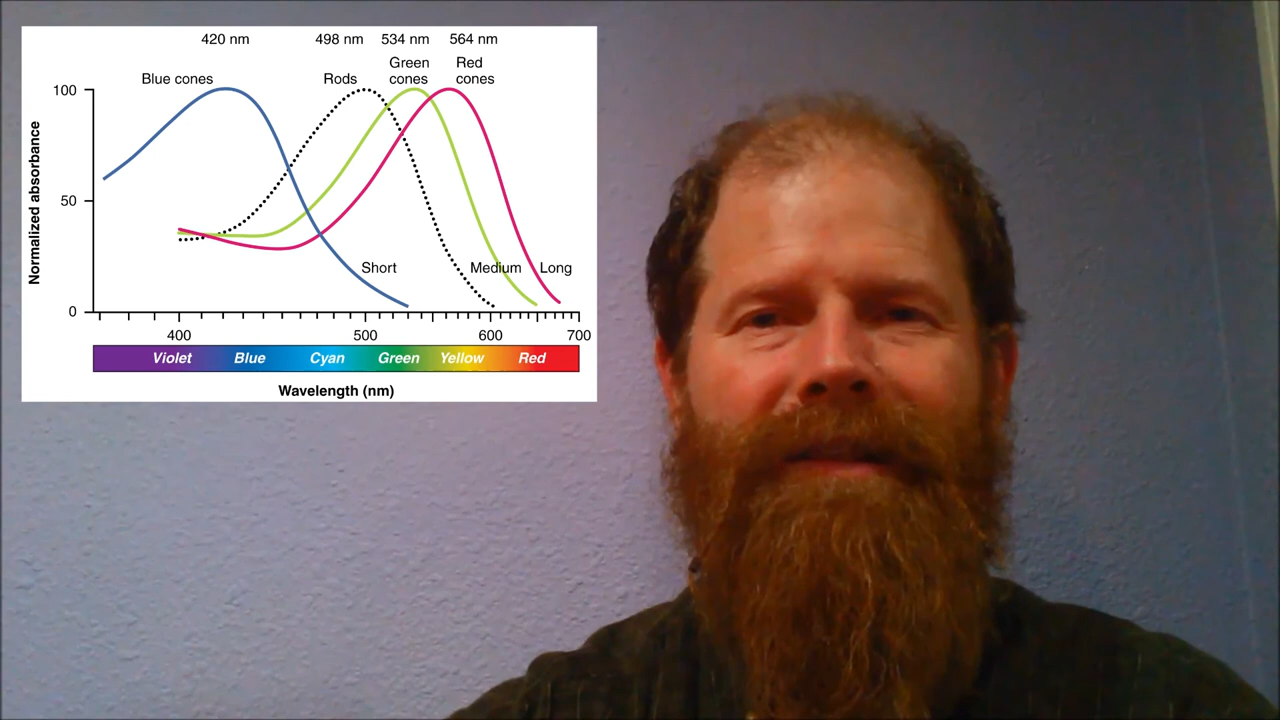 420 nm 498 nm 534 nm 564 nm
Blue cones
Rods
Green
cones
Red
cones
100
50
0
Normalized absorbance
Short
Medium
Long
400 500 600 700
Violet Blue Cyan Green Yellow Red
Wavelength (nm)